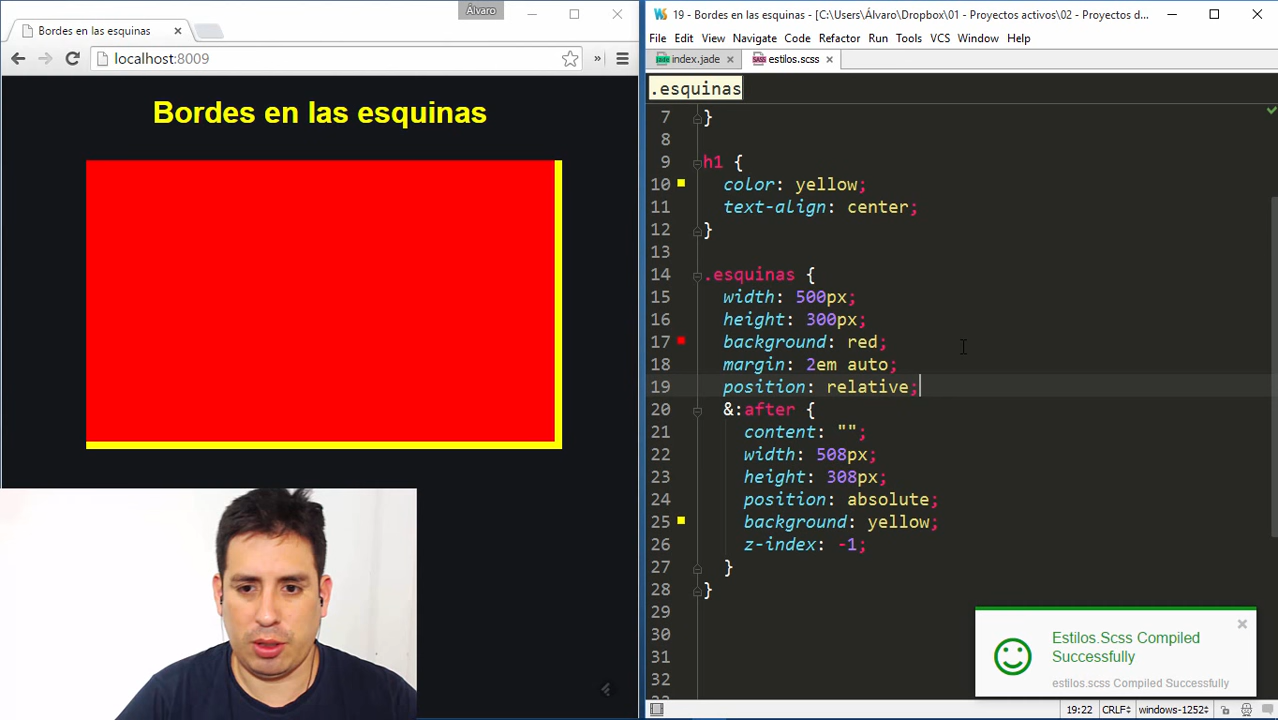 Álvaro
Bordes en las esquinas
localhost:8009
»
Bordes en las esquinas
19 - Bordes en las esquinas - [C:\Users\Álvaro\Dropbox\01 - Proyectos activos\02 - Proyectos d...
File Edit View Navigate Code Refactor Run Tools VCS Window Help
index.jade
estilos.scss
.esquinas
7 }
8
9 h1 {
10 color: yellow;
11 text-align: center;
12 }
13
14 .esquinas {
15 width: 500px;
16 height: 300px;
17 background: red;
18 margin: 2em auto;
19 position: relative;
20 &:after {
21 content: "";
22 width: 508px;
23 height: 308px;
24 position: absolute;
25 background: yellow;
26 z-index: -1;
27 }
28 }
29
30
31
32
Estilos.Scss Compiled
Successfully
estilos.scss Compiled Successfully
19:22 CRLF÷ windows-1252÷